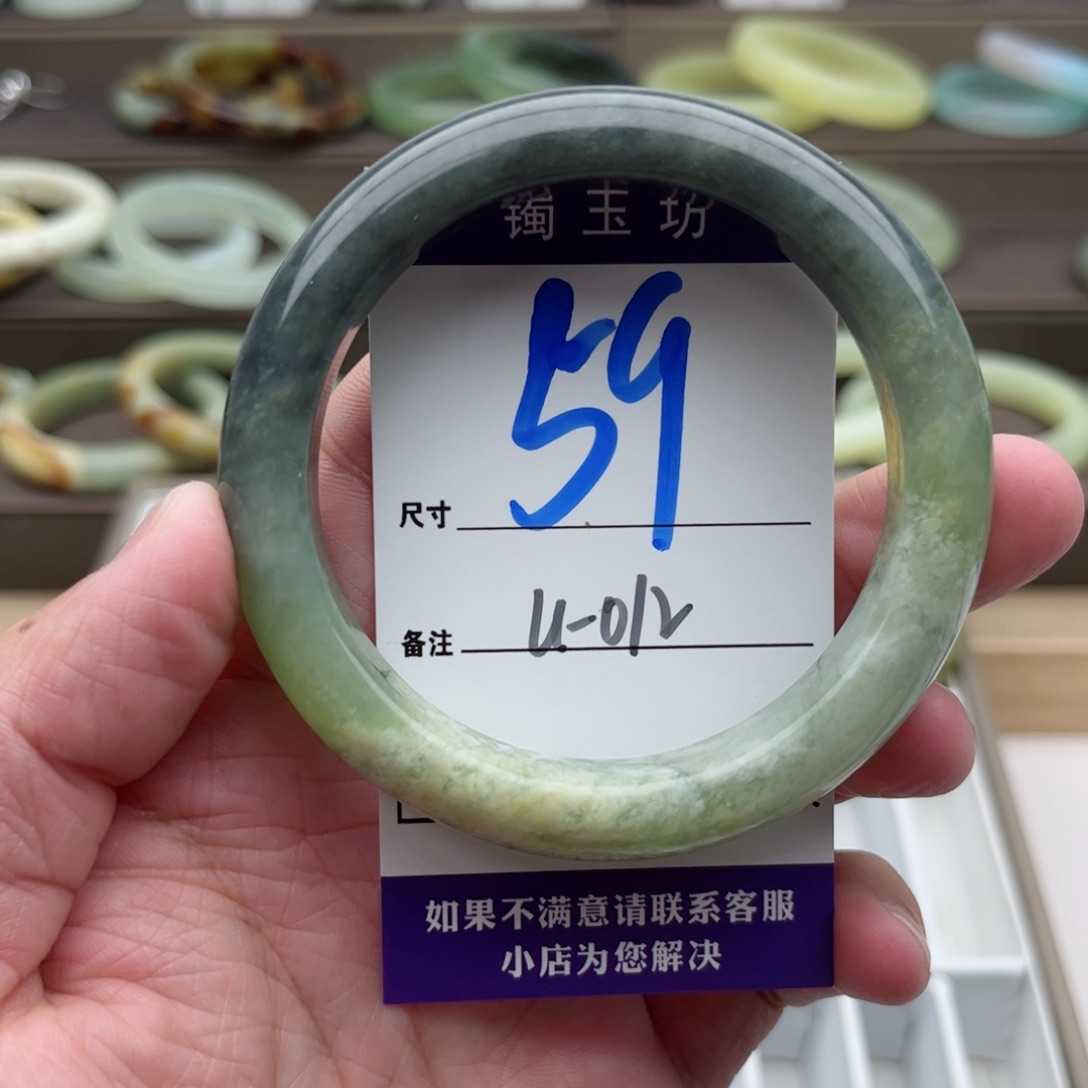 镯玉坊
尺寸 59
备注 U-012
如果不满意请联系客服
小店为您解决